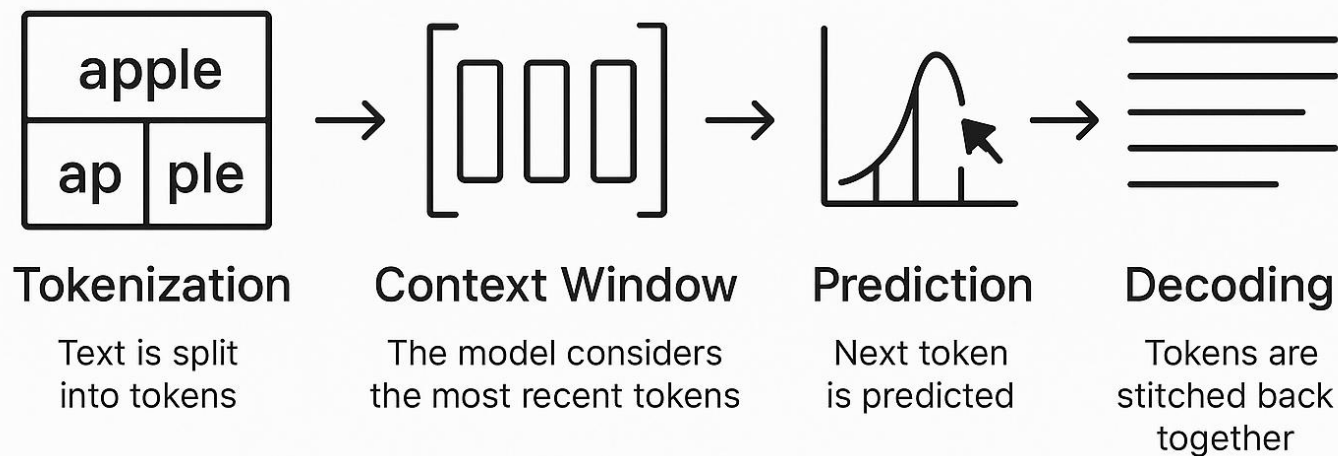 apple
ap ple
Tokenization
Text is split
into tokens
Context Window
The model considers
the most recent tokens
Prediction
Next token
is predicted
Decoding
Tokens are
stitched back
together